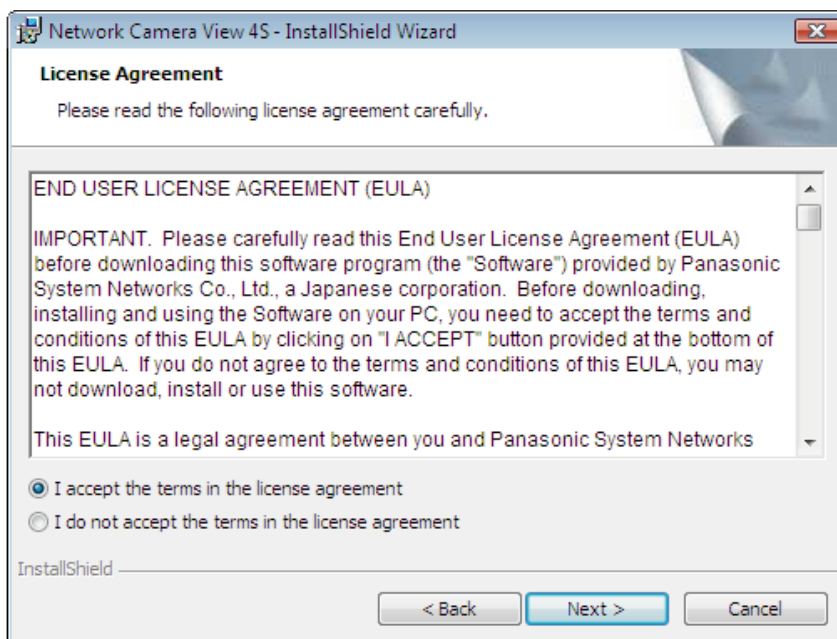 Network Camera View 4S - InstallShield Wizard
License Agreement
Please read the following license agreement carefully.
END USER LICENSE AGREEMENT (EULA)
IMPORTANT.  Please carefully read this End User License Agreement (EULA)
before downloading this software program (the "Software") provided by Panasonic
System Networks Co., Ltd., a Japanese corporation.  Before downloading,
installing and using the Software on your PC, you need to accept the terms and
conditions of this EULA by clicking on "I ACCEPT" button provided at the bottom of
this EULA.  If you do not agree to the terms and conditions of this EULA, you may
not download, install or use this software.
This EULA is a legal agreement between you and Panasonic System Networks
I accept the terms in the license agreement
I do not accept the terms in the license agreement
InstallShield
< Back Next > Cancel